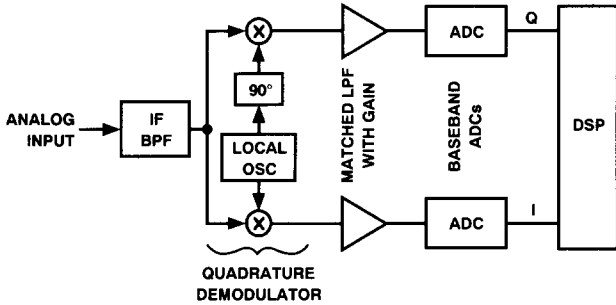 X
ADC
Q
90°
ANALOG
INPUT
IF
BPF
LOCAL
OSC
MATCHED LPF
WITH GAIN
BASEBAND
ADCs
DSP
X
ADC
I
QUADRATURE
DEMODULATOR